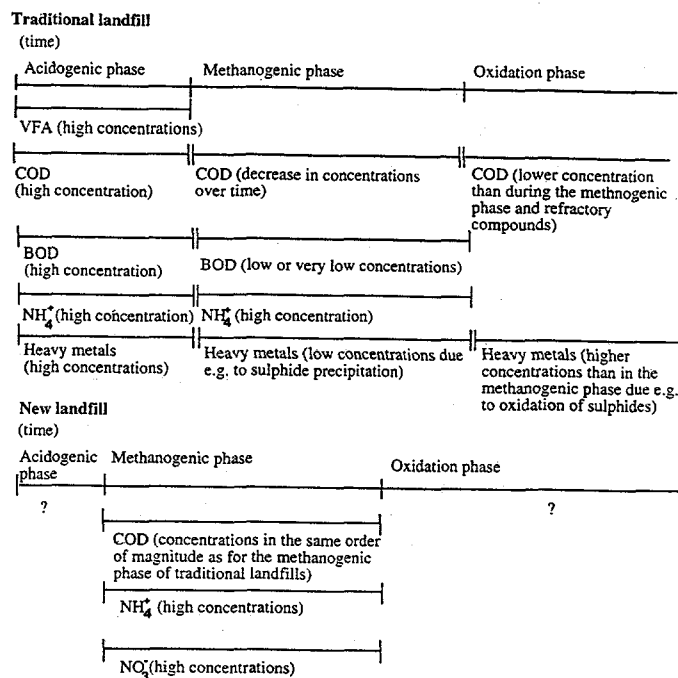 Traditional landfill
(time)
Acidogenic phase Methanogenic phase Oxidation phase
VFA (high concentrations)
COD COD (decrease in concentrations COD (lower concentration
(high concentration) over time) than during the methnogenic
phase and refractory
compounds)
BOD BOD (low or very low concentrations)
(high concentration)
NH₄⁺ (high concentration) NH₄⁺ (high concentration)
Heavy metals Heavy metals (low concentrations due Heavy metals (higher
(high concentrations) e.g. to sulphide precipitation) concentrations than in the
methanogenic phase due e.g.
to oxidation of sulphides)
New landfill
(time)
Acidogenic Methanogenic phase Oxidation phase
phase
? ?
COD (concentrations in the same order
of magnitude as for the methanogenic
phase of traditional landfills)
NH₄⁺ (high concentrations)
NO₃⁻ (high concentrations)